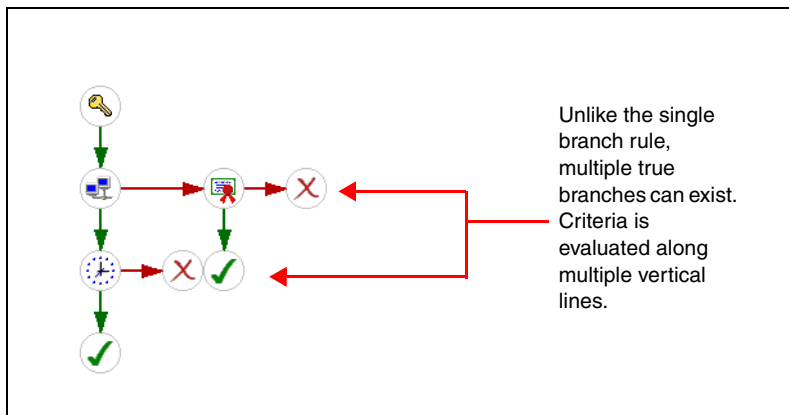 Unlike the single
branch rule,
multiple true
branches can exist.
Criteria is
evaluated along
multiple vertical
lines.